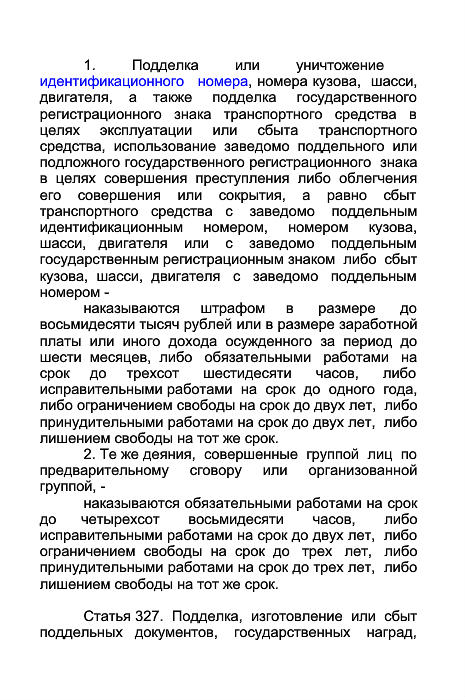 1. Подделка или уничтожение
идентификационного номера, номера кузова, шасси,
двигателя, а также подделка государственного
регистрационного знака транспортного средства в
целях эксплуатации или сбыта транспортного
средства, использование заведомо поддельного или
подложного государственного регистрационного знака
в целях совершения преступления либо облегчения
его совершения или сокрытия, а равно сбыт
транспортного средства с заведомо поддельным
идентификационным номером, номером кузова,
шасси, двигателя или с заведомо поддельным
государственным регистрационным знаком либо сбыт
кузова, шасси, двигателя с заведомо поддельным
номером -
наказываются штрафом в размере до
восьмидесяти тысяч рублей или в размере заработной
платы или иного дохода осужденного за период до
шести месяцев, либо обязательными работами на
срок до трехсот шестидесяти часов, либо
исправительными работами на срок до одного года,
либо ограничением свободы на срок до двух лет, либо
принудительными работами на срок до двух лет, либо
лишением свободы на тот же срок.
2. Те же деяния, совершенные группой лиц по
предварительному сговору или организованной
группой, -
наказываются обязательными работами на срок
до четырехсот восьмидесяти часов, либо
исправительными работами на срок до двух лет, либо
ограничением свободы на срок до трех лет, либо
принудительными работами на срок до трех лет, либо
лишением свободы на тот же срок.
Статья 327. Подделка, изготовление или сбыт
поддельных документов, государственных наград,